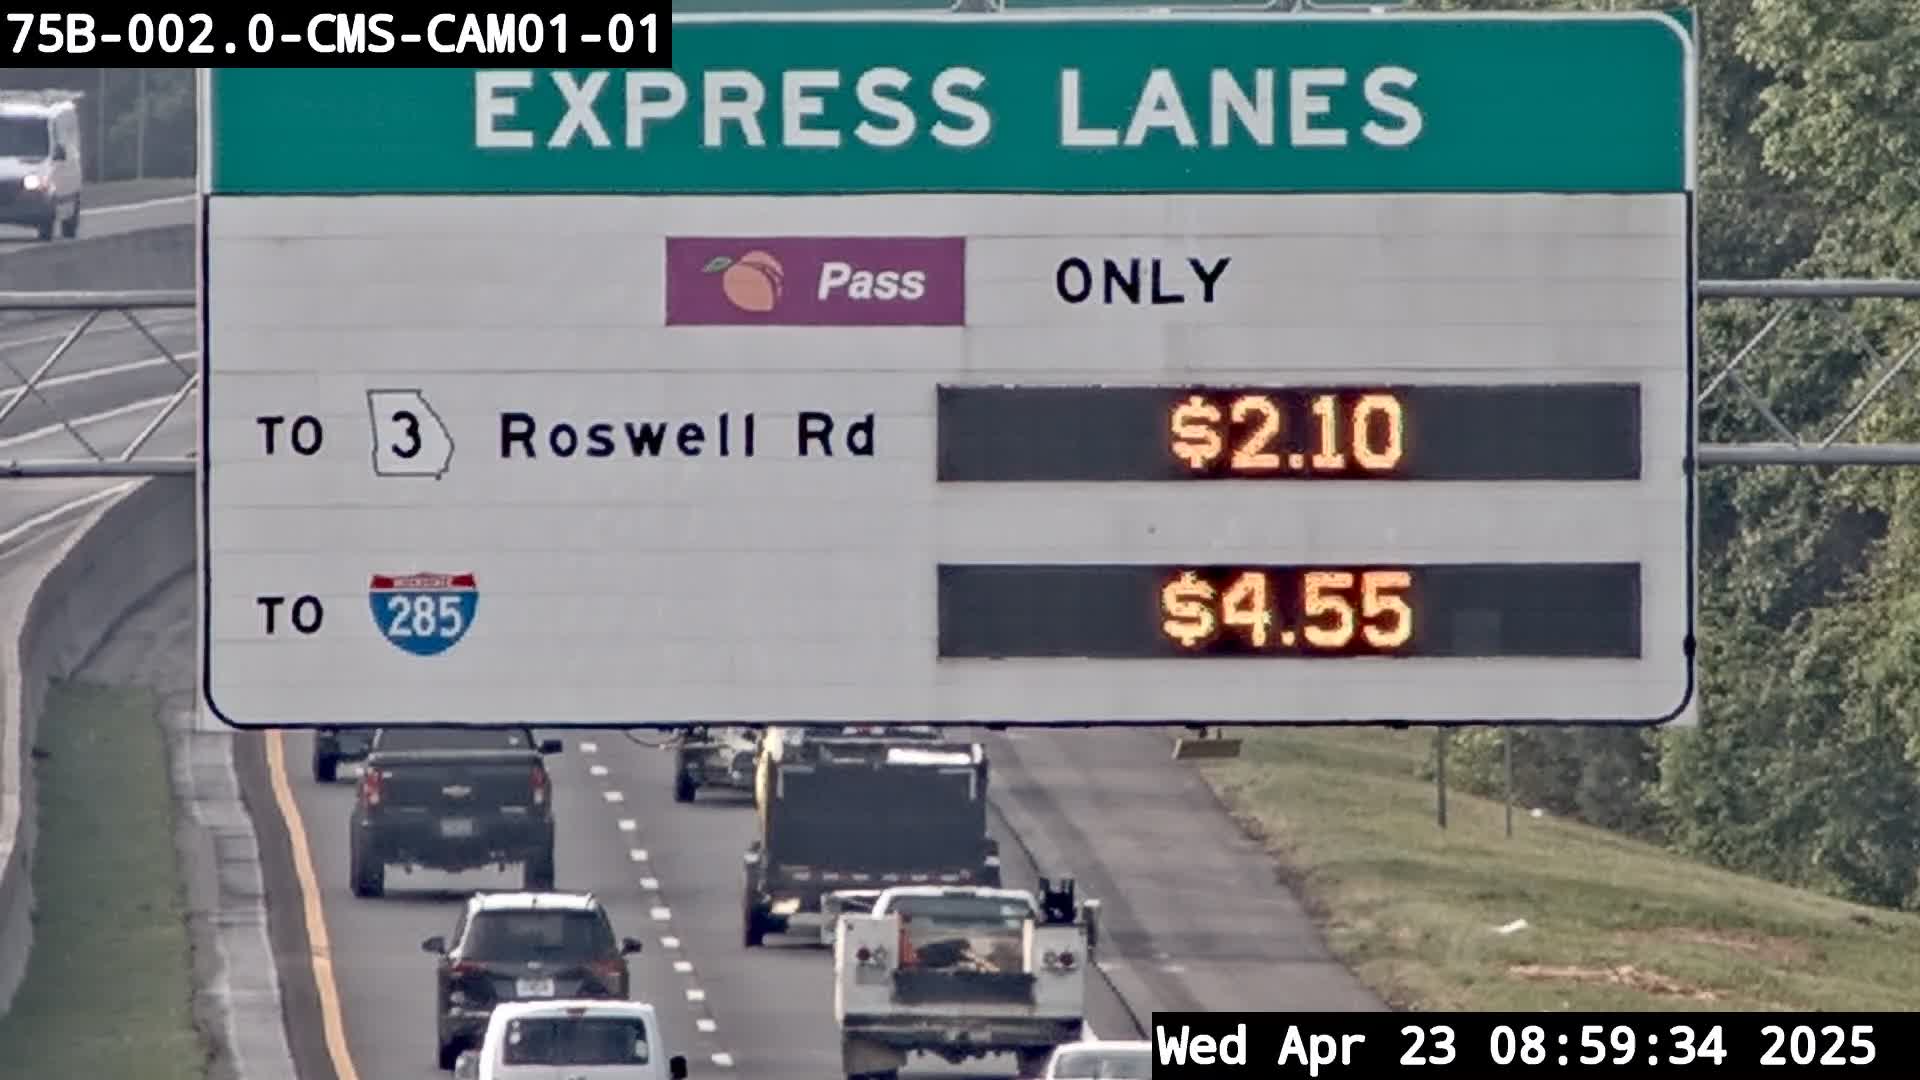 75B-002.0-CMS-CAM01-01
EXPRESS LANES
Pass ONLY
TO 3 Roswell Rd $2.10
TO 285 $4.55
Wed Apr 23 08:59:34 2025